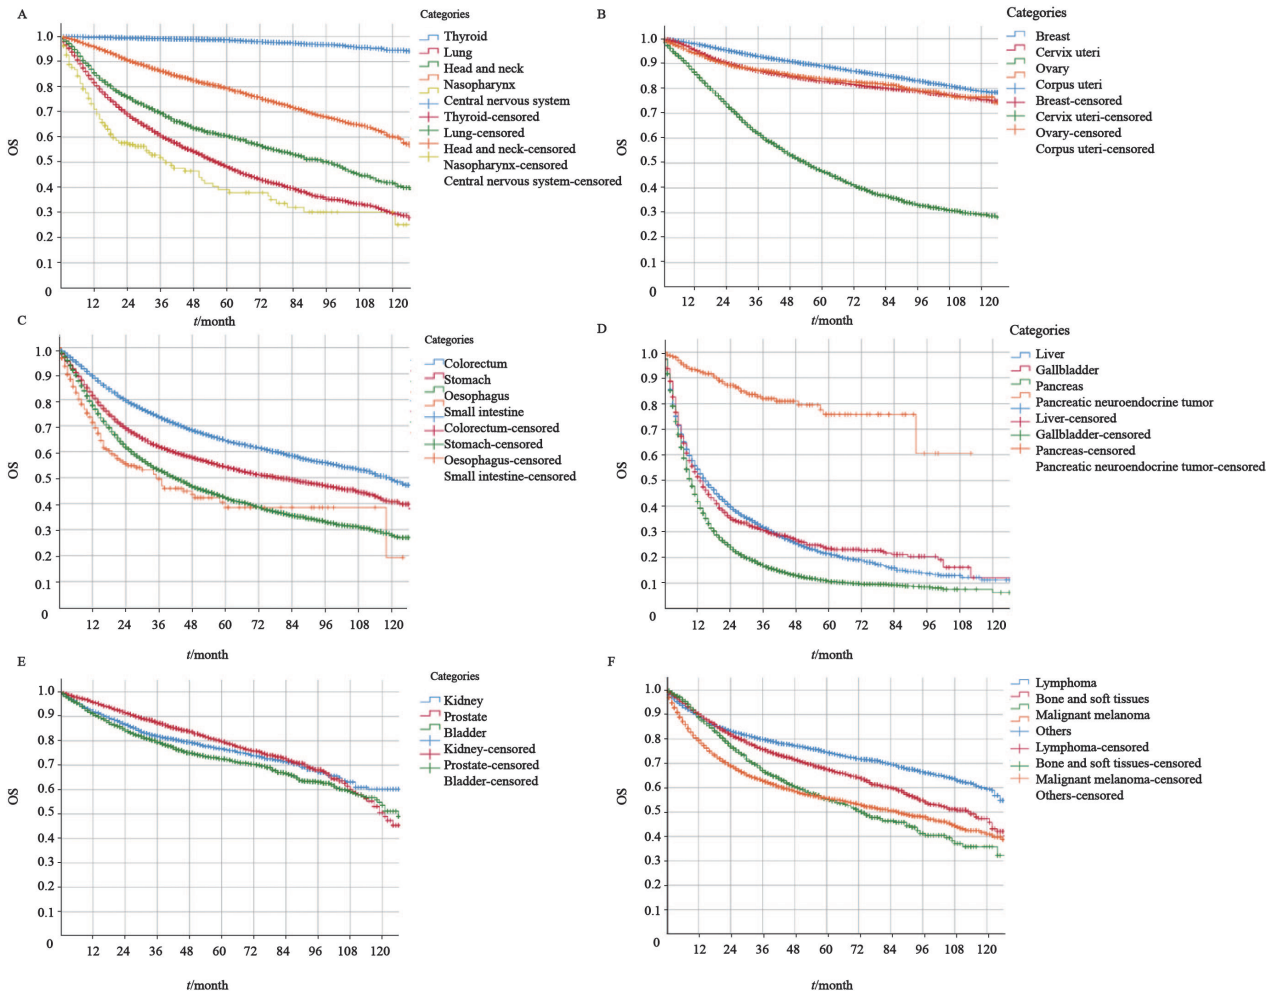 A
Categories
Thyroid
Lung
Head and neck
Nasopharynx
Central nervous system
Thyroid-censored
Lung-censored
Head and neck-censored
Nasopharynx-censored
Central nervous system-censored
OS
1.0
0.9
0.8
0.7
0.6
0.5
0.4
0.3
0.2
0.1
0
12 24 36 48 60 72 84 96 108 120
t/month
B
Categories
Breast
Cervix uteri
Ovary
Corpus uteri
Breast-censored
Cervix uteri-censored
Ovary-censored
Corpus uteri-censored
OS
1.0
0.9
0.8
0.7
0.6
0.5
0.4
0.3
0.2
0.1
0
12 24 36 48 60 72 84 96 108 120
t/month
C
Categories
Colorectum
Stomach
Oesophagus
Small intestine
Colorectum-censored
Stomach-censored
Oesophagus-censored
Small intestine-censored
OS
1.0
0.9
0.8
0.7
0.6
0.5
0.4
0.3
0.2
0.1
0
12 24 36 48 60 72 84 96 108 120
t/month
D
Categories
Liver
Gallbladder
Pancreas
Pancreatic neuroendocrine tumor
Liver-censored
Gallbladder-censored
Pancreas-censored
Pancreatic neuroendocrine tumor-censored
OS
1.0
0.9
0.8
0.7
0.6
0.5
0.4
0.3
0.2
0.1
0
12 24 36 48 60 72 84 96 108 120
t/month
E
Categories
Kidney
Prostate
Bladder
Kidney-censored
Prostate-censored
Bladder-censored
OS
1.0
0.9
0.8
0.7
0.6
0.5
0.4
0.3
0.2
0.1
0
12 24 36 48 60 72 84 96 108 120
t/month
F
Lymphoma
Bone and soft tissues
Malignant melanoma
Others
Lymphoma-censored
Bone and soft tissues-censored
Malignant melanoma-censored
Others-censored
OS
1.0
0.9
0.8
0.7
0.6
0.5
0.4
0.3
0.2
0.1
0
12 24 36 48 60 72 84 96 108 120
t/month